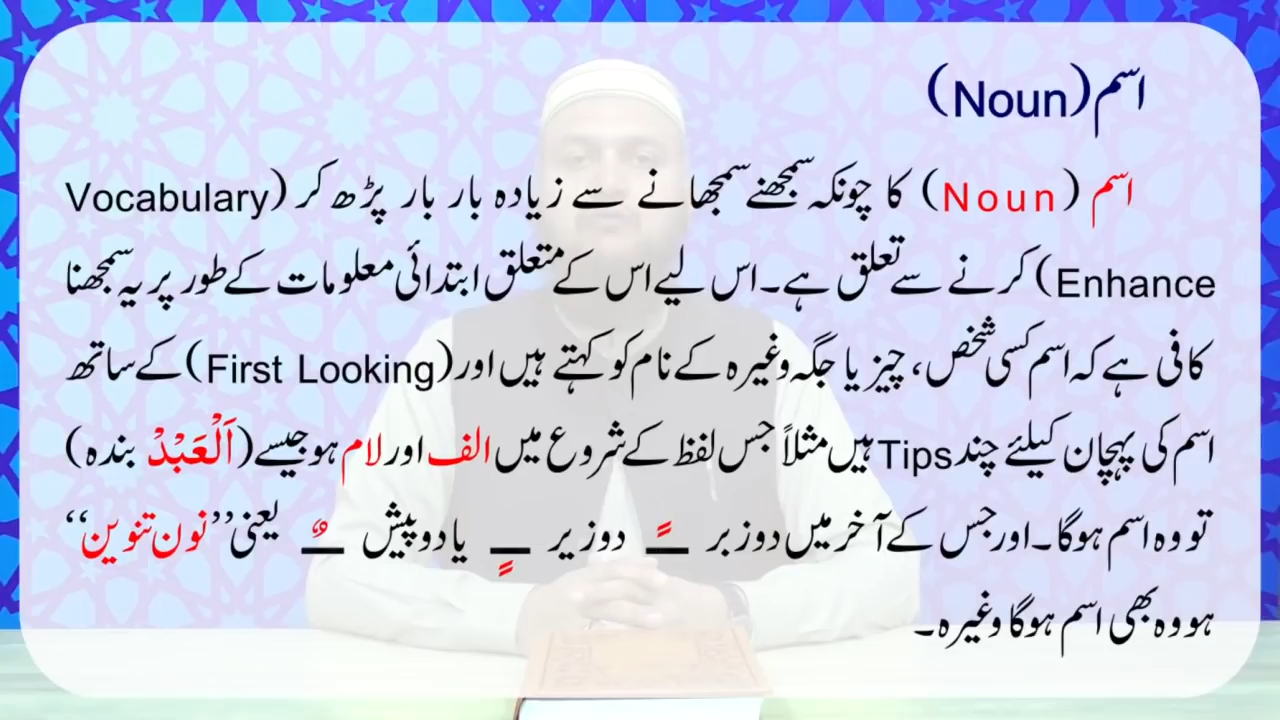 اسم (Noun)
اسم (Noun) کا چونکہ سمجھنے سمجھانے سے زیادہ بار بار پڑھ کر (Vocabulary
Enhance) کرنے سے تعلق ہے۔ اس لیے اس کے متعلق ابتدائی معلومات کے طور پر یہ سمجھنا
کافی ہے کہ اسم کسی شخص، چیز یا جگہ وغیرہ کے نام کو کہتے ہیں اور (First Looking) کے ساتھ
اسم کی پہچان کیلئے چند Tips ہیں مثلاً جس لفظ کے شروع میں الف اور لام ہو جیسے (اَلْعَبْدْ بندہ)
تو وہ اسم ہوگا۔ اور جس کے آخر میں دو زبر ـً دو زیر ـٍ یا دو پیش ـٌ یعنی ’’نون تنوین‘‘
ہو وہ بھی اسم ہوگا وغیرہ۔